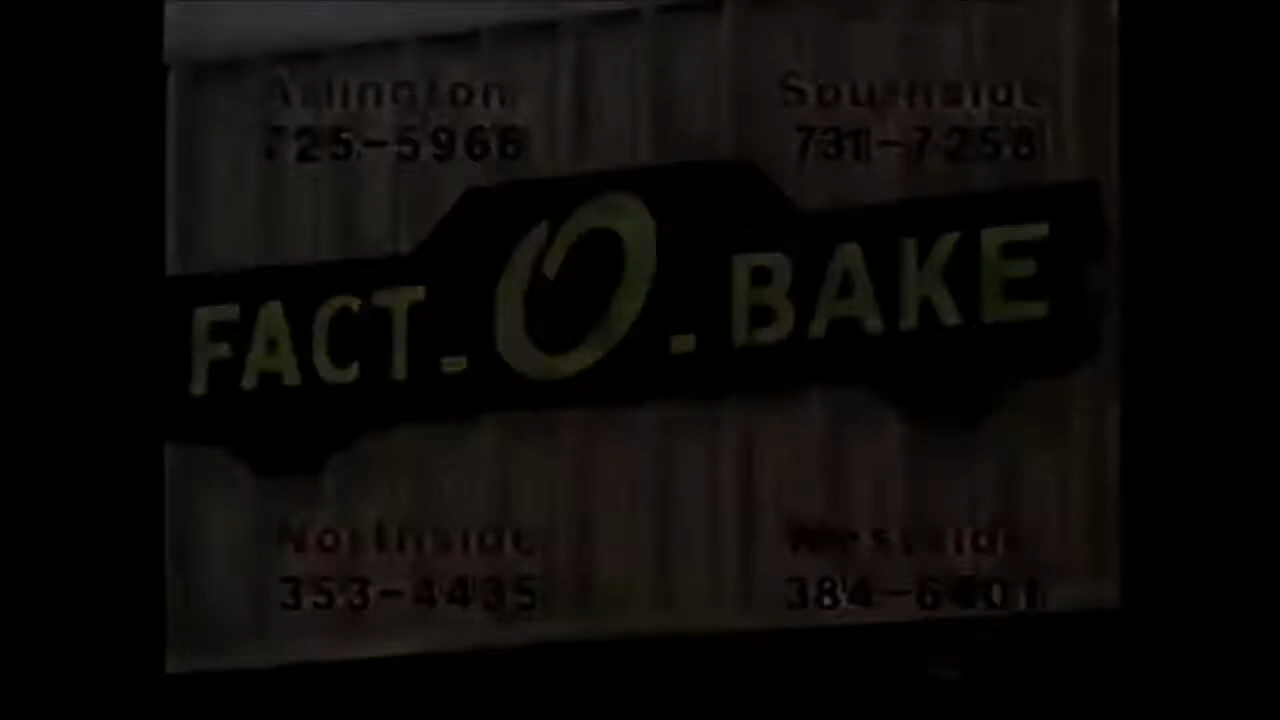 Arlington Southside
725-5968 731-7258
FACT.O.BAKE
Northside Westside
353-4435 384-6401